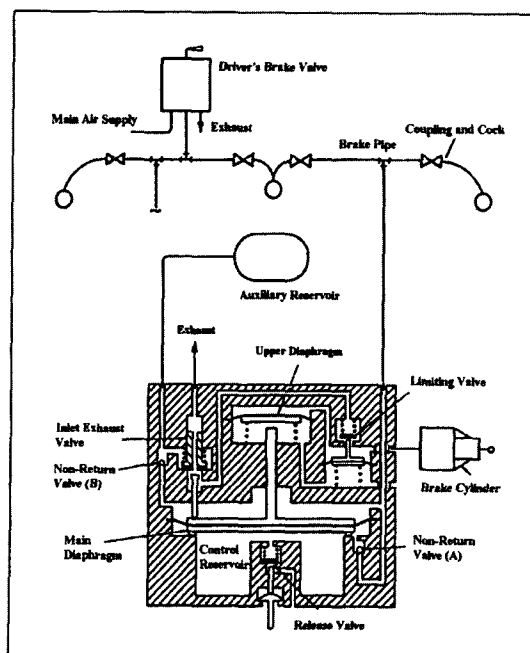 Driver's Brake Valve
Main Air Supply
Exhaust
Coupling and Cock
Brake Pipe
Auxiliary Reservoir
Exhaust
Upper Diaphragm
Limiting Valve
Inlet Exhaust
Valve
Non-Return
Valve (B)
Brake Cylinder
Main
Diaphragm
Control
Reservoir
Non-Return
Valve (A)
Release Valve